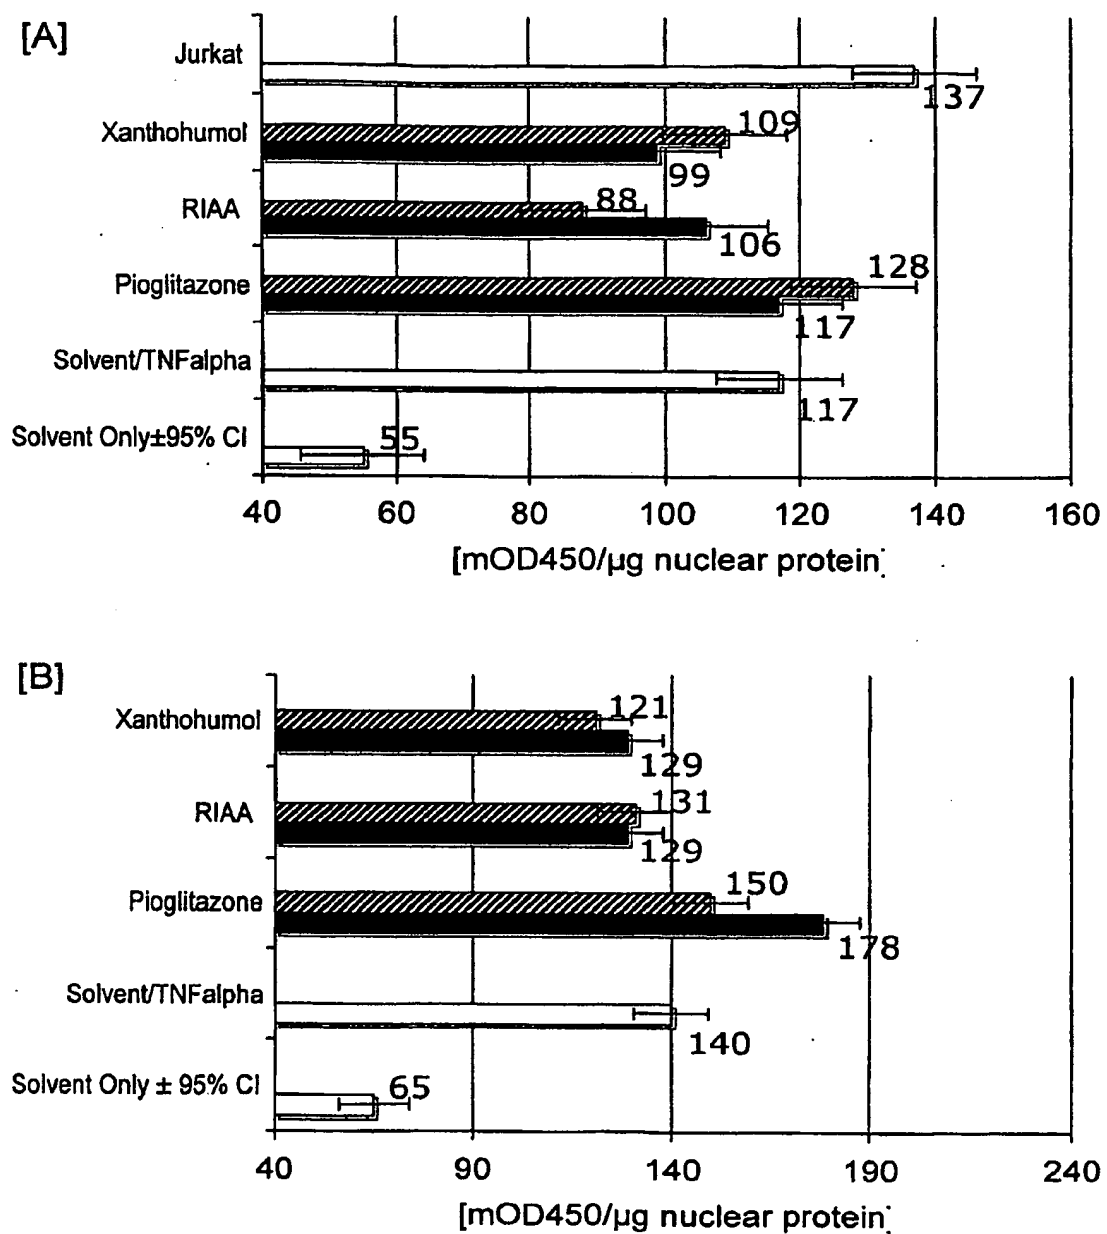 [A]
Jurkat
137
Xanthohumol
109
99
RIAA
88
106
Pioglitazone
128
117
Solvent/TNFalpha
117
Solvent Only±95% CI
55
40 60 80 100 120 140 160
[mOD450/µg nuclear protein]
[B]
Xanthohumol
121
129
RIAA
131
129
Pioglitazone
150
178
Solvent/TNFalpha
140
Solvent Only ± 95% CI
65
40 90 140 190 240
[mOD450/µg nuclear protein]